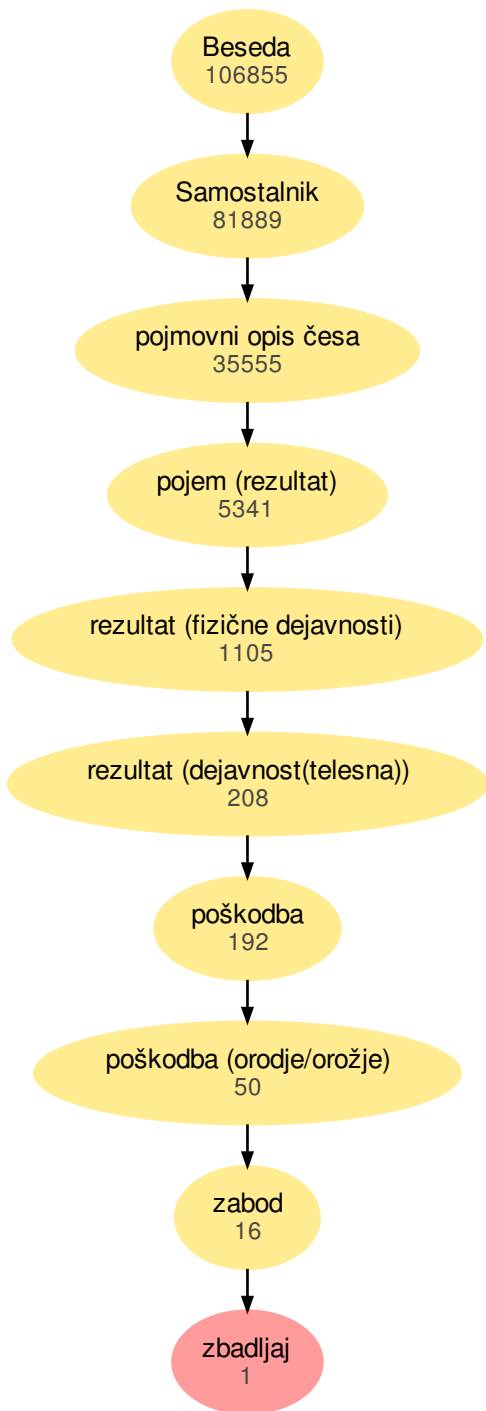 Beseda
106855
Samostalnik
81889
pojmovni opis česa
35555
pojem (rezultat)
5341
rezultat (fizične dejavnosti)
1105
rezultat (dejavnost(telesna))
208
poškodba
192
poškodba (orodje/orožje)
50
zabod
16
zbadljaj
1